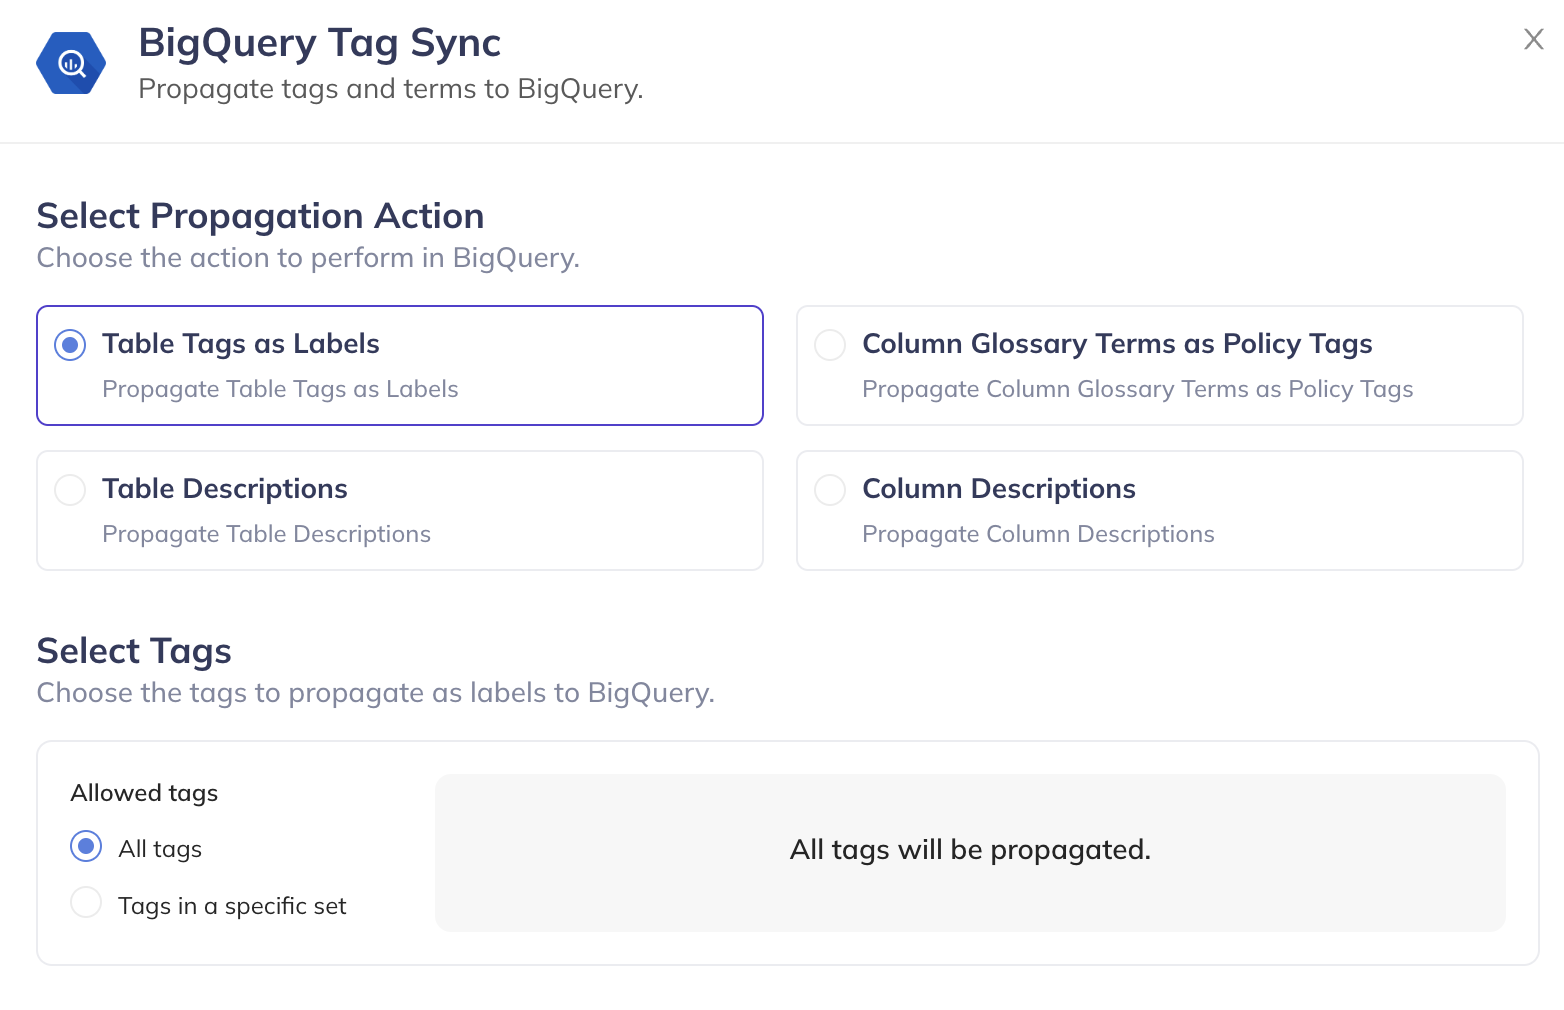 BigQuery Tag Sync
Propagate tags and terms to BigQuery.
Select Propagation Action
Choose the action to perform in BigQuery.
Table Tags as Labels
Propagate Table Tags as Labels
Column Glossary Terms as Policy Tags
Propagate Column Glossary Terms as Policy Tags
Table Descriptions
Propagate Table Descriptions
Column Descriptions
Propagate Column Descriptions
Select Tags
Choose the tags to propagate as labels to BigQuery.
Allowed tags
All tags
Tags in a specific set
All tags will be propagated.